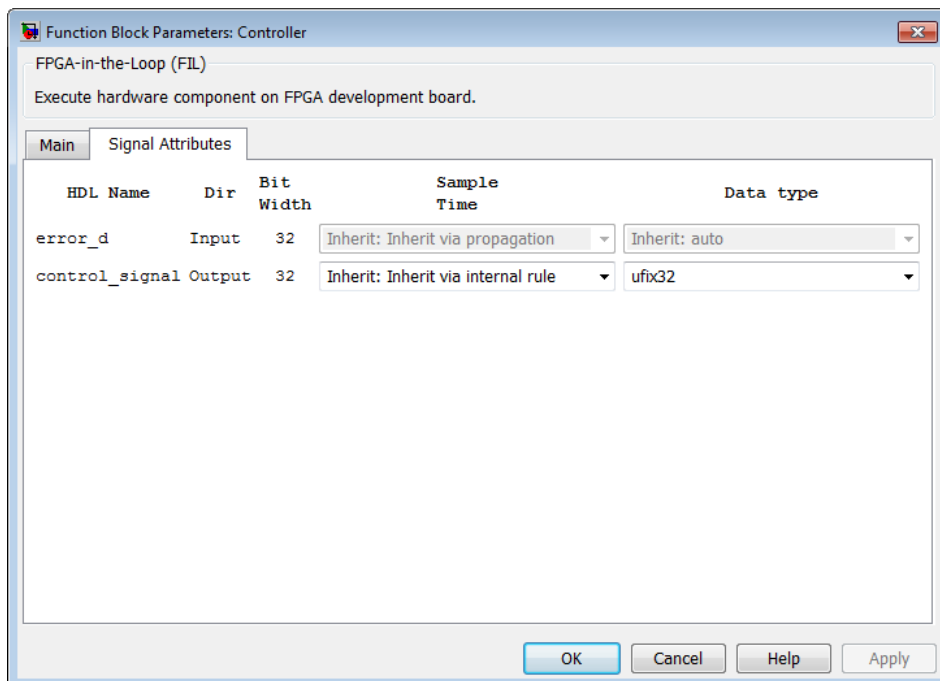 Function Block Parameters: Controller
FPGA-in-the-Loop (FIL)
Execute hardware component on FPGA development board.
Main Signal Attributes
HDL Name Dir Bit Width Sample Time Data type
error_d Input 32 Inherit: Inherit via propagation Inherit: auto
control_signal Output 32 Inherit: Inherit via internal rule ufix32
OK Cancel Help Apply